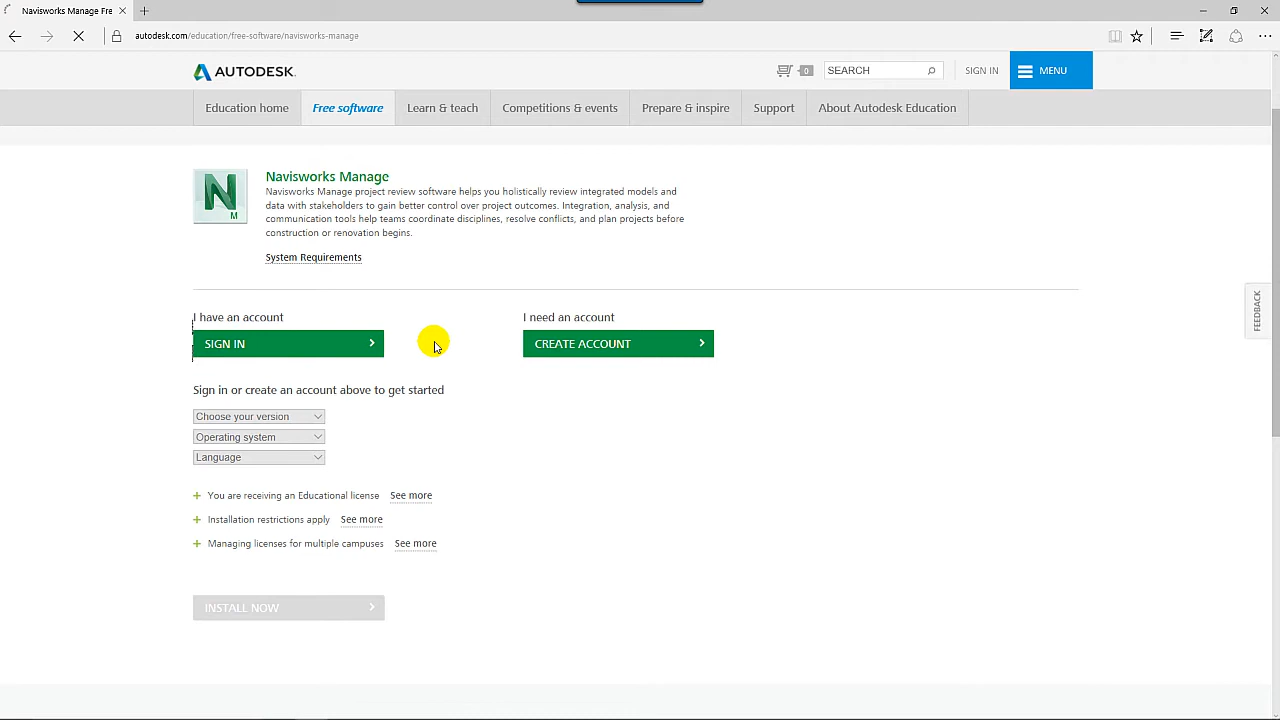 Navisworks Manage Fre
autodesk.com/education/free-software/navisworks-manage
AUTODESK.
0
SEARCH
SIGN IN
MENU
Education home
Free software
Learn & teach
Competitions & events
Prepare & inspire
Support
About Autodesk Education
N
M
Navisworks Manage
Navisworks Manage project review software helps you holistically review integrated models and
data with stakeholders to gain better control over project outcomes. Integration, analysis, and
communication tools help teams coordinate disciplines, resolve conflicts, and plan projects before
construction or renovation begins.
System Requirements
FEEDBACK
I have an account
I need an account
SIGN IN
CREATE ACCOUNT
Sign in or create an account above to get started
Choose your version
Operating system
Language
+ You are receiving an Educational license See more
+ Installation restrictions apply See more
+ Managing licenses for multiple campuses See more
INSTALL NOW